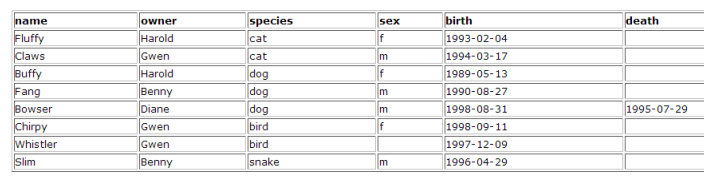 name owner species sex birth death
Fluffy Harold cat f 1993-02-04
Claws Gwen cat m 1994-03-17
Buffy Harold dog f 1989-05-13
Fang Benny dog m 1990-08-27
Bowser Diane dog m 1998-08-31 1995-07-29
Chirpy Gwen bird f 1998-09-11
Whistler Gwen bird 1997-12-09
Slim Benny snake m 1996-04-29